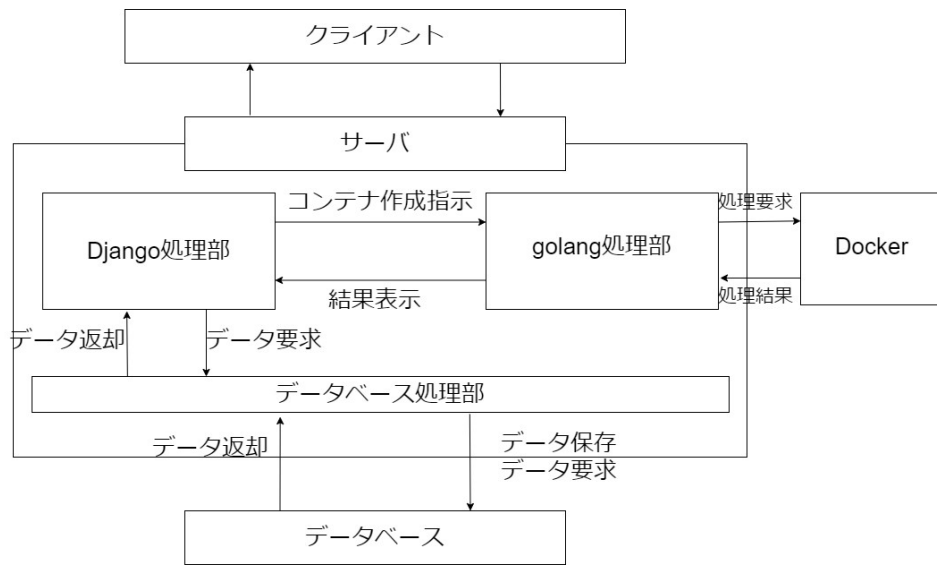 クライアント
サーバ
コンテナ作成指示
処理要求
Django処理部
golang処理部
Docker
結果表示
処理結果
データ返却
データ要求
データベース処理部
データ返却
データ保存
データ要求
データベース